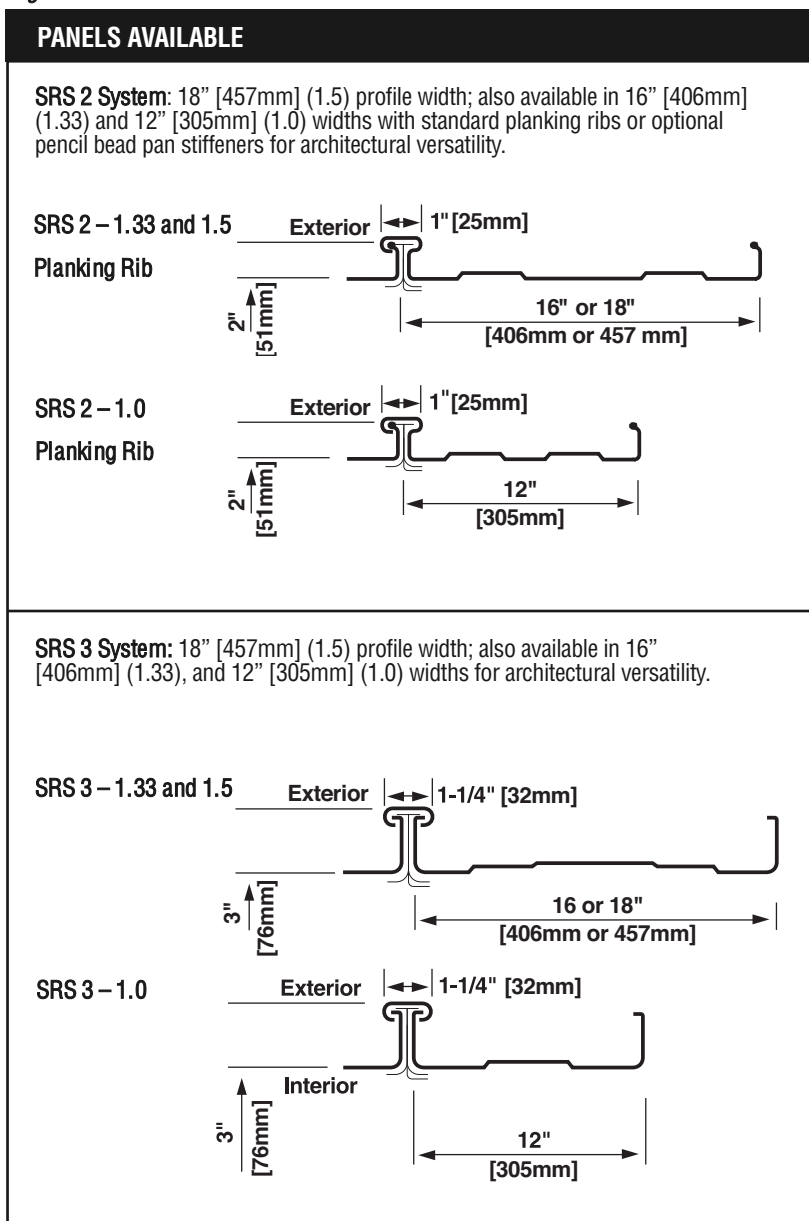 PANELS AVAILABLE
SRS 2 System: 18” [457mm] (1.5) profile width; also available in 16” [406mm]
(1.33) and 12” [305mm] (1.0) widths with standard planking ribs or optional
pencil bead pan stiffeners for architectural versatility.
SRS 2 – 1.33 and 1.5
Planking Rib
Exterior
1" [25mm]
2"
[51mm]
16" or 18"
[406mm or 457 mm]
SRS 2 – 1.0
Planking Rib
Exterior
1" [25mm]
2"
[51mm]
12"
[305mm]
SRS 3 System: 18” [457mm] (1.5) profile width; also available in 16”
[406mm] (1.33), and 12” [305mm] (1.0) widths for architectural versatility.
SRS 3 – 1.33 and 1.5
Exterior
1-1/4" [32mm]
3"
[76mm]
16 or 18"
[406mm or 457mm]
SRS 3 – 1.0
Exterior
1-1/4" [32mm]
Interior
3"
[76mm]
12"
[305mm]